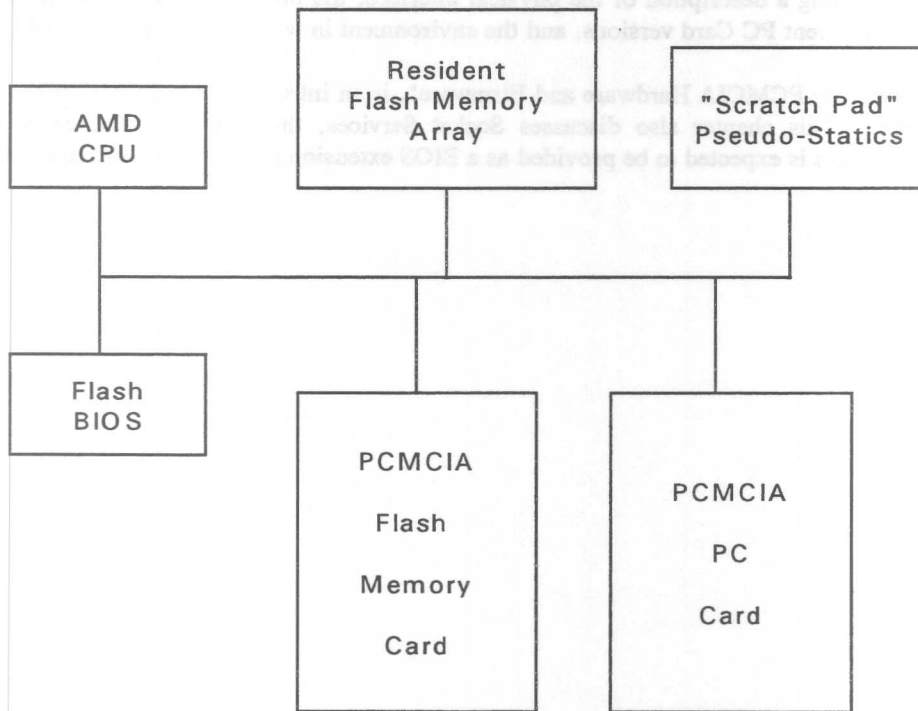 AMD
CPU
Resident
Flash Memory
Array
"Scratch Pad"
Pseudo-Statics
Flash
BIOS
PCMCIA
Flash
Memory
Card
PCMCIA
PC
Card